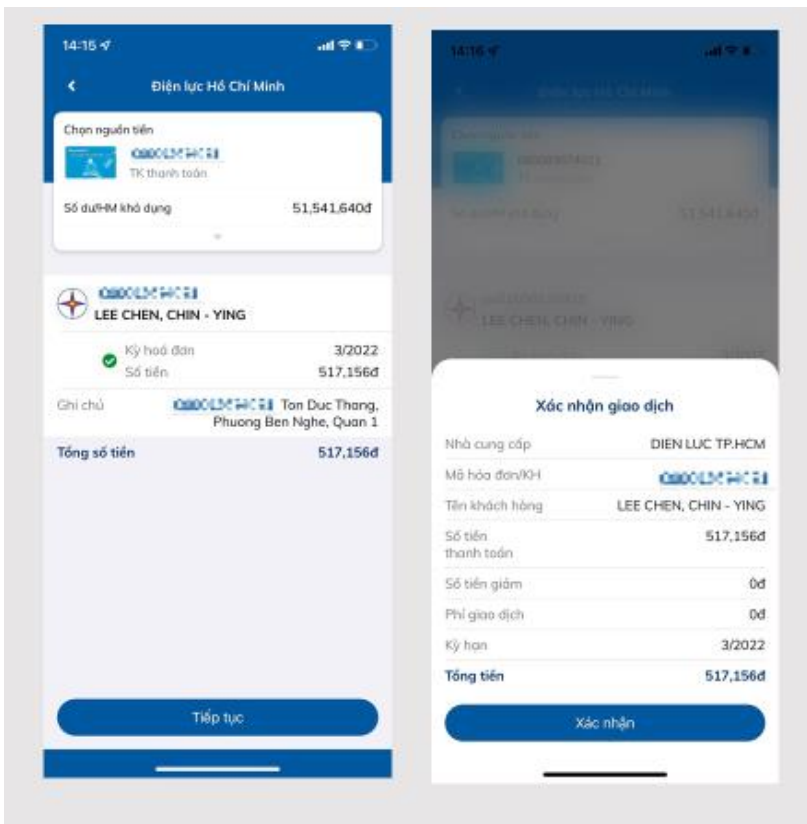 14:15
Điện lực Hồ Chí Minh
Chọn nguồn tiền
TK thanh toán
Số dư/HM khả dụng 51,541,640đ
LEE CHEN, CHIN - YING
Kỳ hoá đơn 3/2022
Số tiền 517,156đ
Ghi chú Ton Duc Thang,
Phuong Ben Nghe, Quan 1
Tổng số tiền 517,156đ
Tiếp tục
14:16
LEE CHEN, CHIN - YING
Xác nhận giao dịch
Nhà cung cấp DIEN LUC TP.HCM
Mã hóa đơn/KH
Tên khách hàng LEE CHEN, CHIN - YING
Số tiền
thanh toán 517,156đ
Số tiền giảm 0đ
Phí giao dịch 0đ
Kỳ hạn 3/2022
Tổng tiền 517,156đ
Xác nhận